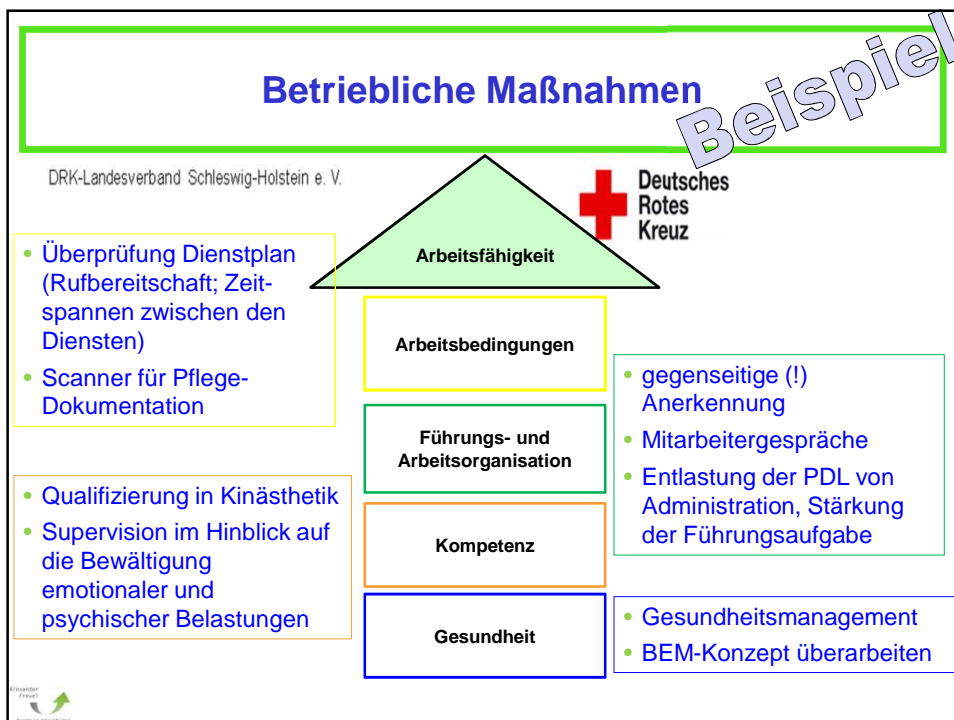 Betriebliche Maßnahmen
Beispiel
DRK-Landesverband Schleswig-Holstein e. V.
Deutsches
Rotes
Kreuz
Arbeitsfähigkeit
• Überprüfung Dienstplan
(Rufbereitschaft; Zeit-
spannen zwischen den
Diensten)
• Scanner für Pflege-
Dokumentation
Arbeitsbedingungen
Führungs- und
Arbeitsorganisation
• gegenseitige (!)
Anerkennung
• Mitarbeitergespräche
• Entlastung der PDL von
Administration, Stärkung
der Führungsaufgabe
• Qualifizierung in Kinästhetik
• Supervision im Hinblick auf
die Bewältigung
emotionaler und
psychischer Belastungen
Kompetenz
Gesundheit
• Gesundheitsmanagement
• BEM-Konzept überarbeiten
Alexander